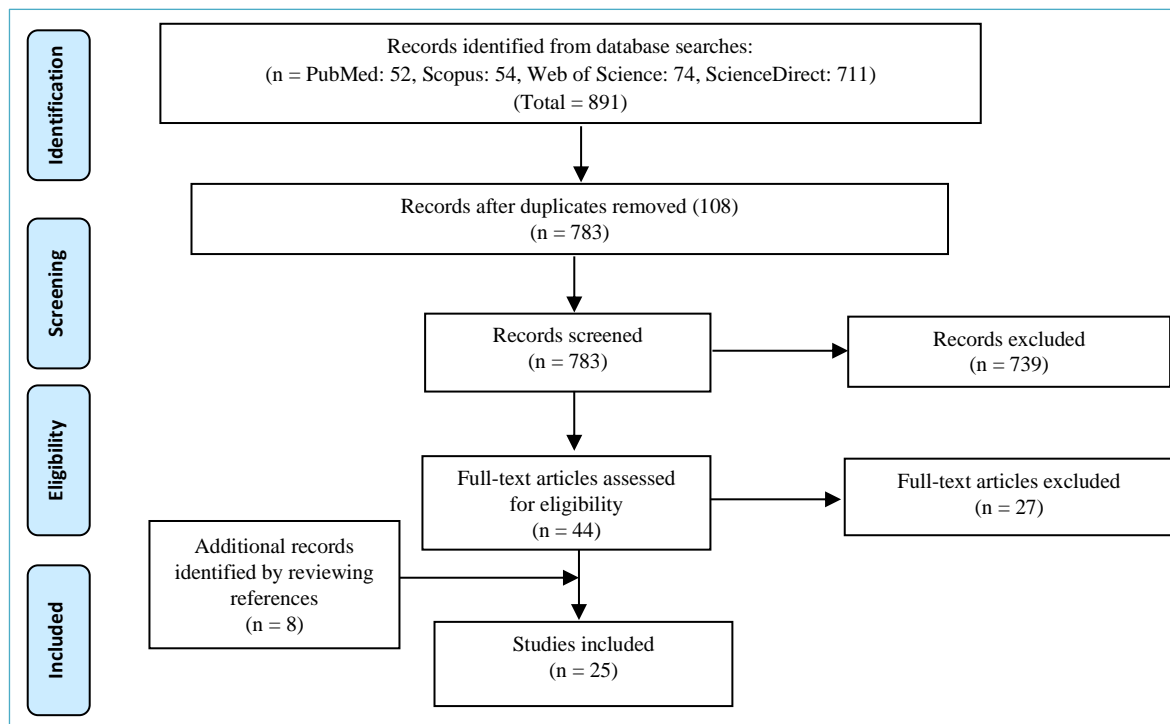 Identification
Records identified from database searches:
(n = PubMed: 52, Scopus: 54, Web of Science: 74, ScienceDirect: 711)
(Total = 891)
Records after duplicates removed (108)
(n = 783)
Screening
Records screened
(n = 783)
Records excluded
(n = 739)
Eligibility
Full-text articles assessed
for eligibility
(n = 44)
Full-text articles excluded
(n = 27)
Additional records
identified by reviewing
references
(n = 8)
Included
Studies included
(n = 25)